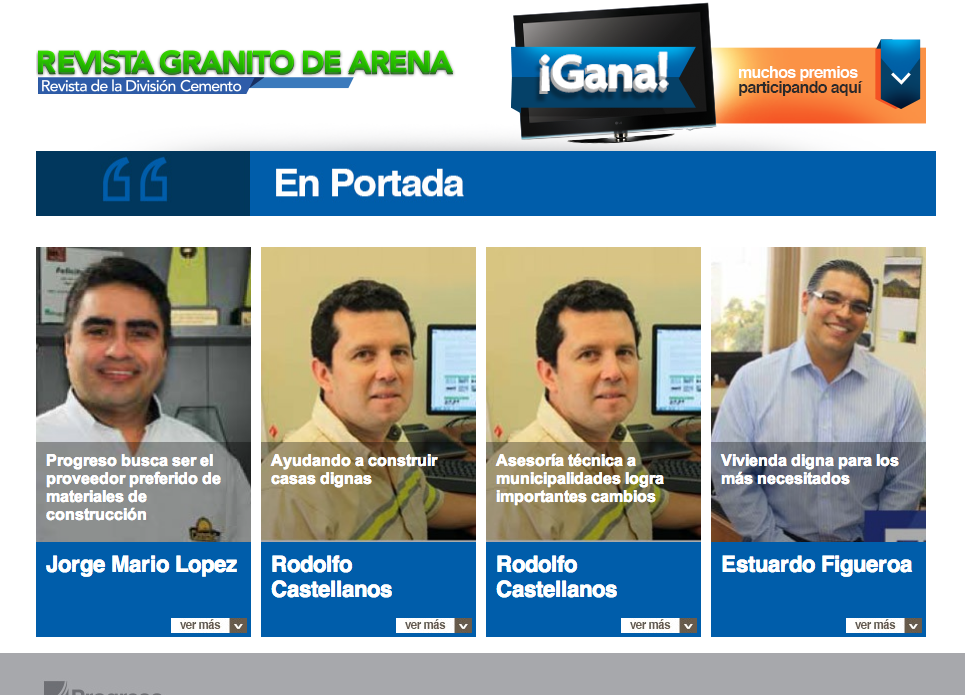 REVISTA GRANITO DE ARENA
Revista de la División Cemento
¡Gana!
muchos premios
participando aquí
En Portada
Progreso busca ser el
proveedor preferido de
materiales de
construcción
Jorge Mario Lopez
ver más
Ayudando a construir
casas dignas
Rodolfo
Castellanos
ver más
Asesoría técnica a
municipalidades logra
importantes cambios
Rodolfo
Castellanos
ver más
Vivienda digna para los
más necesitados
Estuardo Figueroa
ver más
Progreso